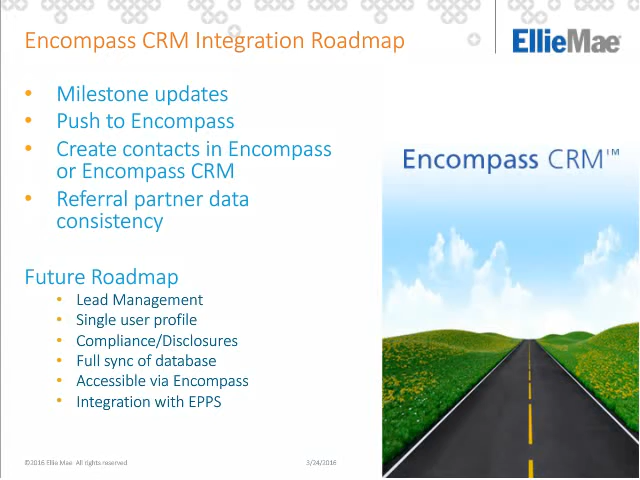 Encompass CRM Integration Roadmap
EllieMae®
• Milestone updates
• Push to Encompass
• Create contacts in Encompass
or Encompass CRM
• Referral partner data
consistency
Encompass CRM™
Future Roadmap
• Lead Management
• Single user profile
• Compliance/Disclosures
• Full sync of database
• Accessible via Encompass
• Integration with EPPS
©2016 Ellie Mae. All rights reserved.
3/24/2016